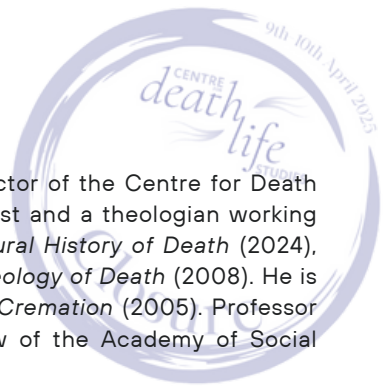 9th 10th April 2025
CENTRE
FOR
death
life
STUDIES
ctor of the Centre for Death
st and a theologian working
ural History of Death (2024),
eology of Death (2008). He is
Cremation (2005). Professor
w of the Academy of Social